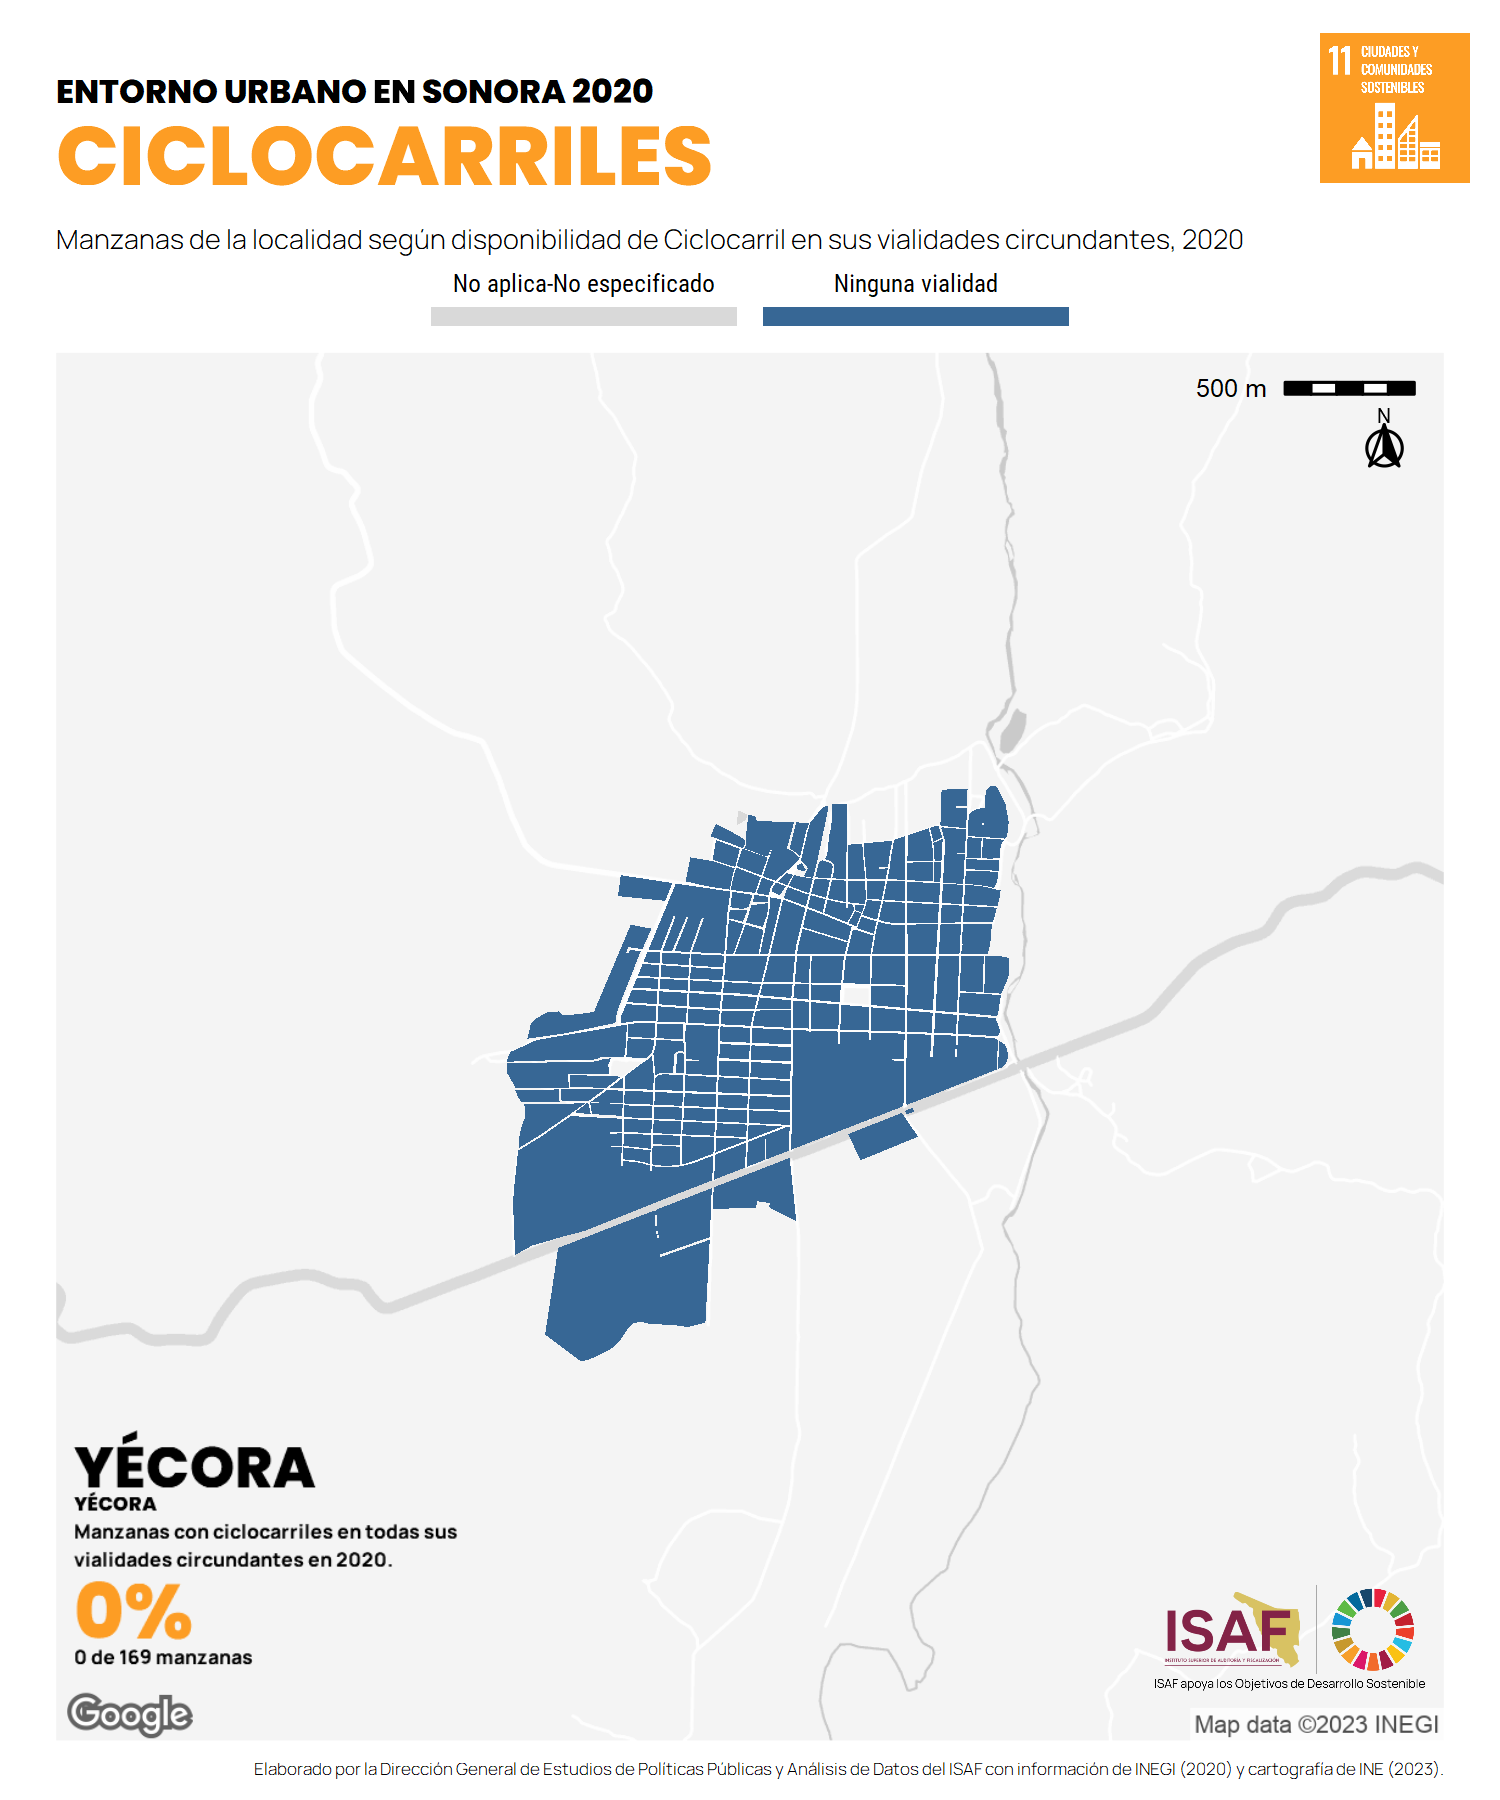 ENTORNO URBANO EN SONORA 2020
CICLOCARRILES
11 CIUDADES Y
COMUNIDADES
SOSTENIBLES
Manzanas de la localidad según disponibilidad de Ciclocarril en sus vialidades circundantes, 2020
No aplica-No especificado
Ninguna vialidad
500 m
N
YÉCORA
YÉCORA
Manzanas con ciclocarriles en todas sus
vialidades circundantes en 2020.
0%
0 de 169 manzanas
Google
ISAF
INSTITUTO SUPERIOR DE AUDITORÍA Y FISCALIZACIÓN
ISAF apoya los Objetivos de Desarrollo Sostenible
Map data ©2023 INEGI
Elaborado por la Dirección General de Estudios de Políticas Públicas y Análisis de Datos del ISAF con información de INEGI (2020) y cartografía de INE (2023).